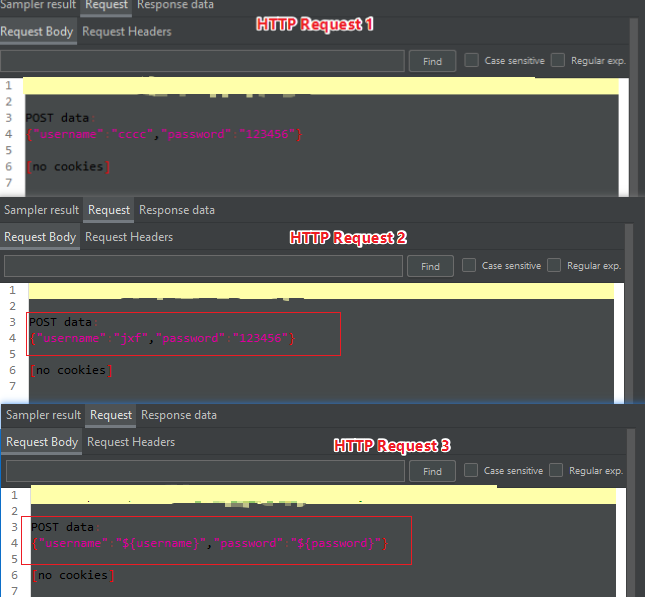 Sampler result Request Response data
HTTP Request 1
Request Body Request Headers
Find Case sensitive Regular exp.
1
2
3 POST data:
4 {"username":"cccc","password":"123456"}
5
6 [no cookies]
7
Sampler result Request Response data
Request Body Request Headers
HTTP Request 2
Find Case sensitive Regular exp.
1
2
3 POST data:
4 {"username":"jxf","password":"123456"}
5
6 [no cookies]
7
Sampler result Request Response data
Request Body Request Headers
HTTP Request 3
Find Case sensitive Regular exp.
1
2
3 POST data:
4 {"username":"${username}","password":"${password}"}
5
6 [no cookies]
7